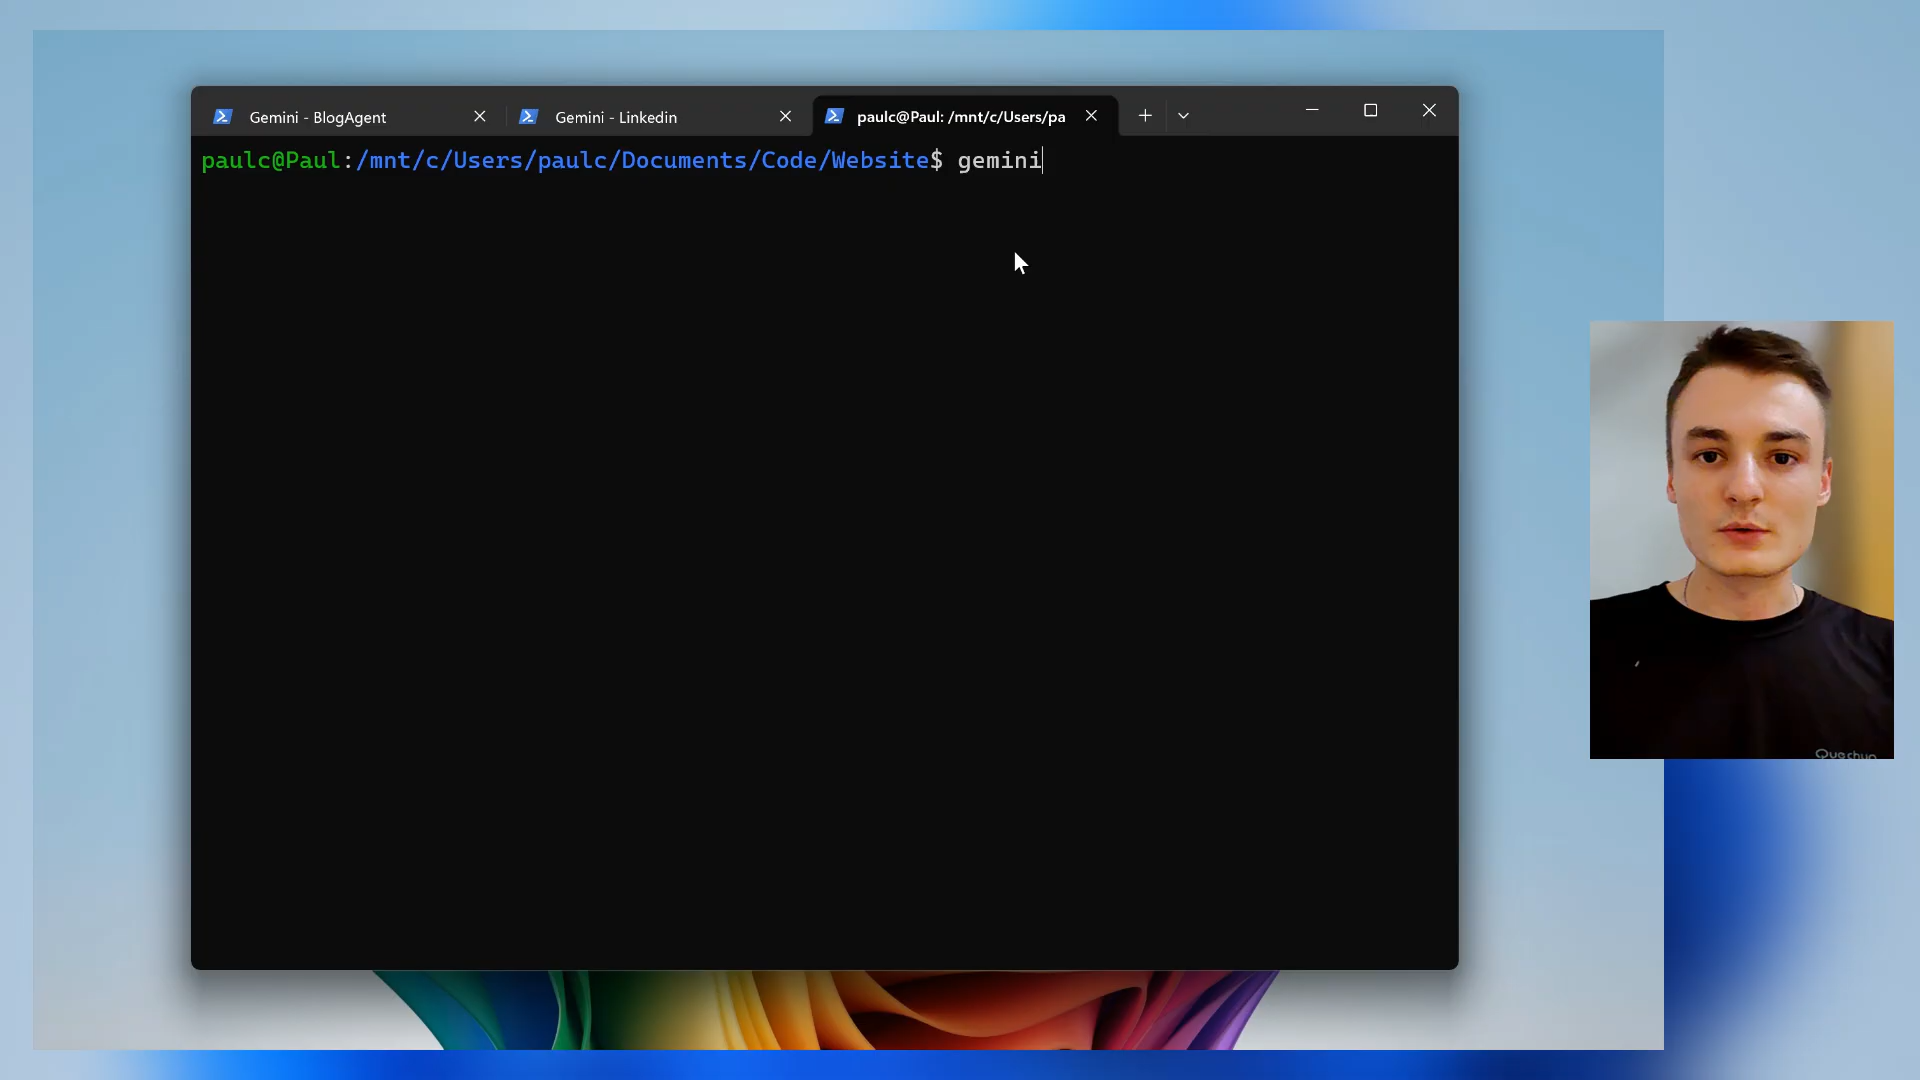 Gemini - BlogAgent
Gemini - Linkedin
paulc@Paul: /mnt/c/Users/pa
paulc@Paul:/mnt/c/Users/paulc/Documents/Code/Website$ gemini